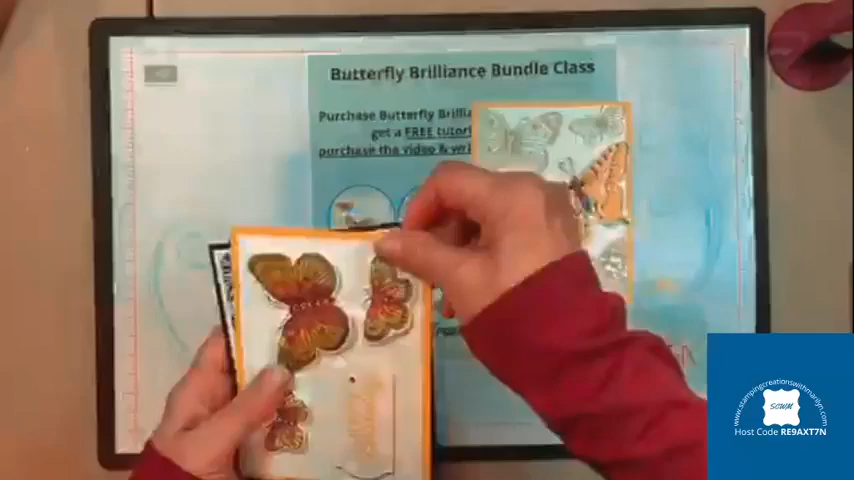 Butterfly Brilliance Bundle Class
Purchase Butterfly Brillia
get a FREE tutori
purchase the video & wri
www.stampingcreationswithmarilyn.com
SCWM
Host Code RE9AXT7N